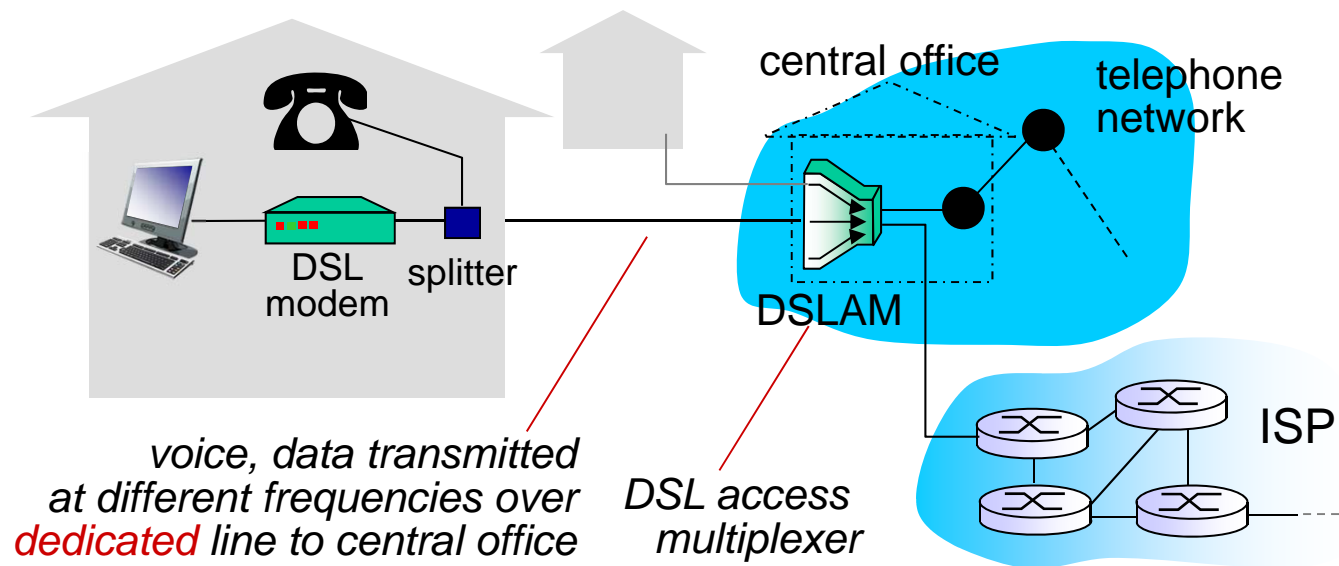 central office
telephone
network
DSL
modem
splitter
DSLAM
ISP
voice, data transmitted
at different frequencies over
dedicated line to central office
DSL access
multiplexer